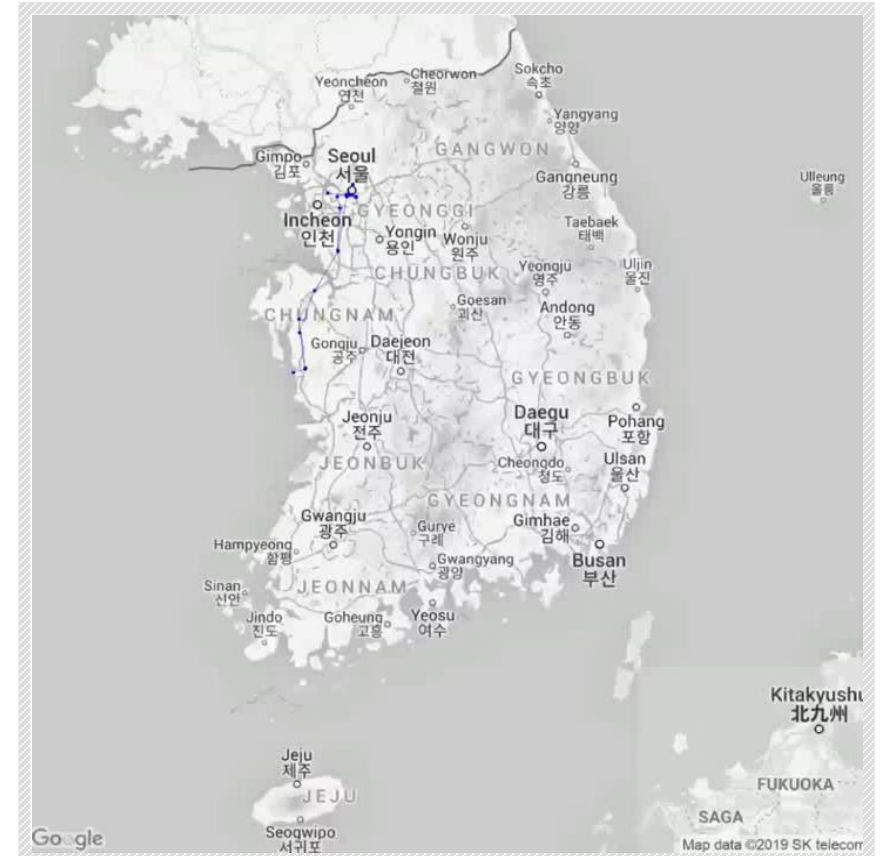 Cheorwon
철원
Yeoncheon
연천
Sokcho
속초
Yangyang
양양
Gimpo
김포
Seoul
서울
GANGWON
Gangneung
강릉
Ulleung
울릉
Incheon
인천
GYEONGGI
Yongin
용인
Wonju
원주
Taebaek
태백
CHUNGBUK
Yeongju
영주
Uljin
울진
CHUNGNAM
Goesan
괴산
Andong
안동
Gongju
공주
Daejeon
대전
GYEONGBUK
Jeonju
전주
Daegu
대구
Pohang
포항
JEONBUK
Cheongdo
청도
Ulsan
울산
GYEONGNAM
Gwangju
광주
Gurye
구례
Gimhae
김해
Hampyeong
함평
Gwangyang
광양
Busan
부산
Sinan
신안
JEONNAM
Jindo
진도
Goheung
고흥
Yeosu
여수
Kitakyushu
北九州
Jeju
제주
JEJU
FUKUOKA
SAGA
Seogwipo
서귀포
Google
Map data ©2019 SK telecom